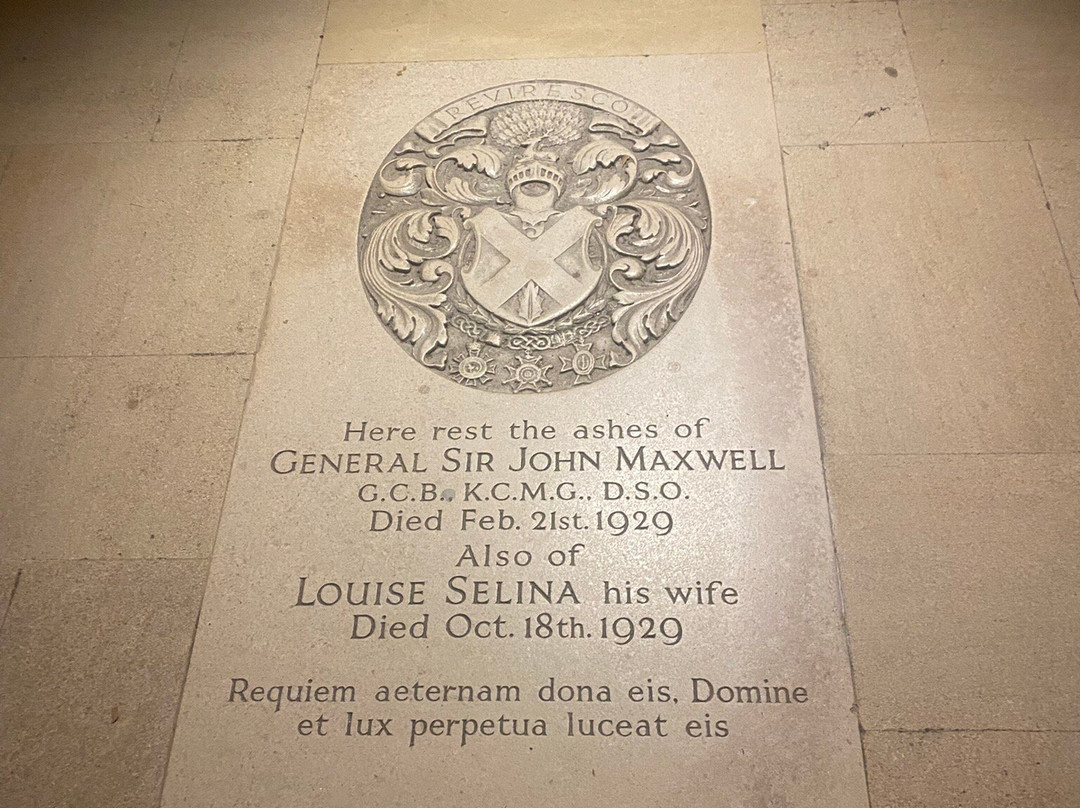 REVIRESCO
Here rest the ashes of
GENERAL SIR JOHN MAXWELL
G.C.B., K.C.M.G., D.S.O.
Died Feb. 21st. 1929
Also of
LOUISE SELINA his wife
Died Oct. 18th. 1929
Requiem aeternam dona eis, Domine
et lux perpetua luceat eis